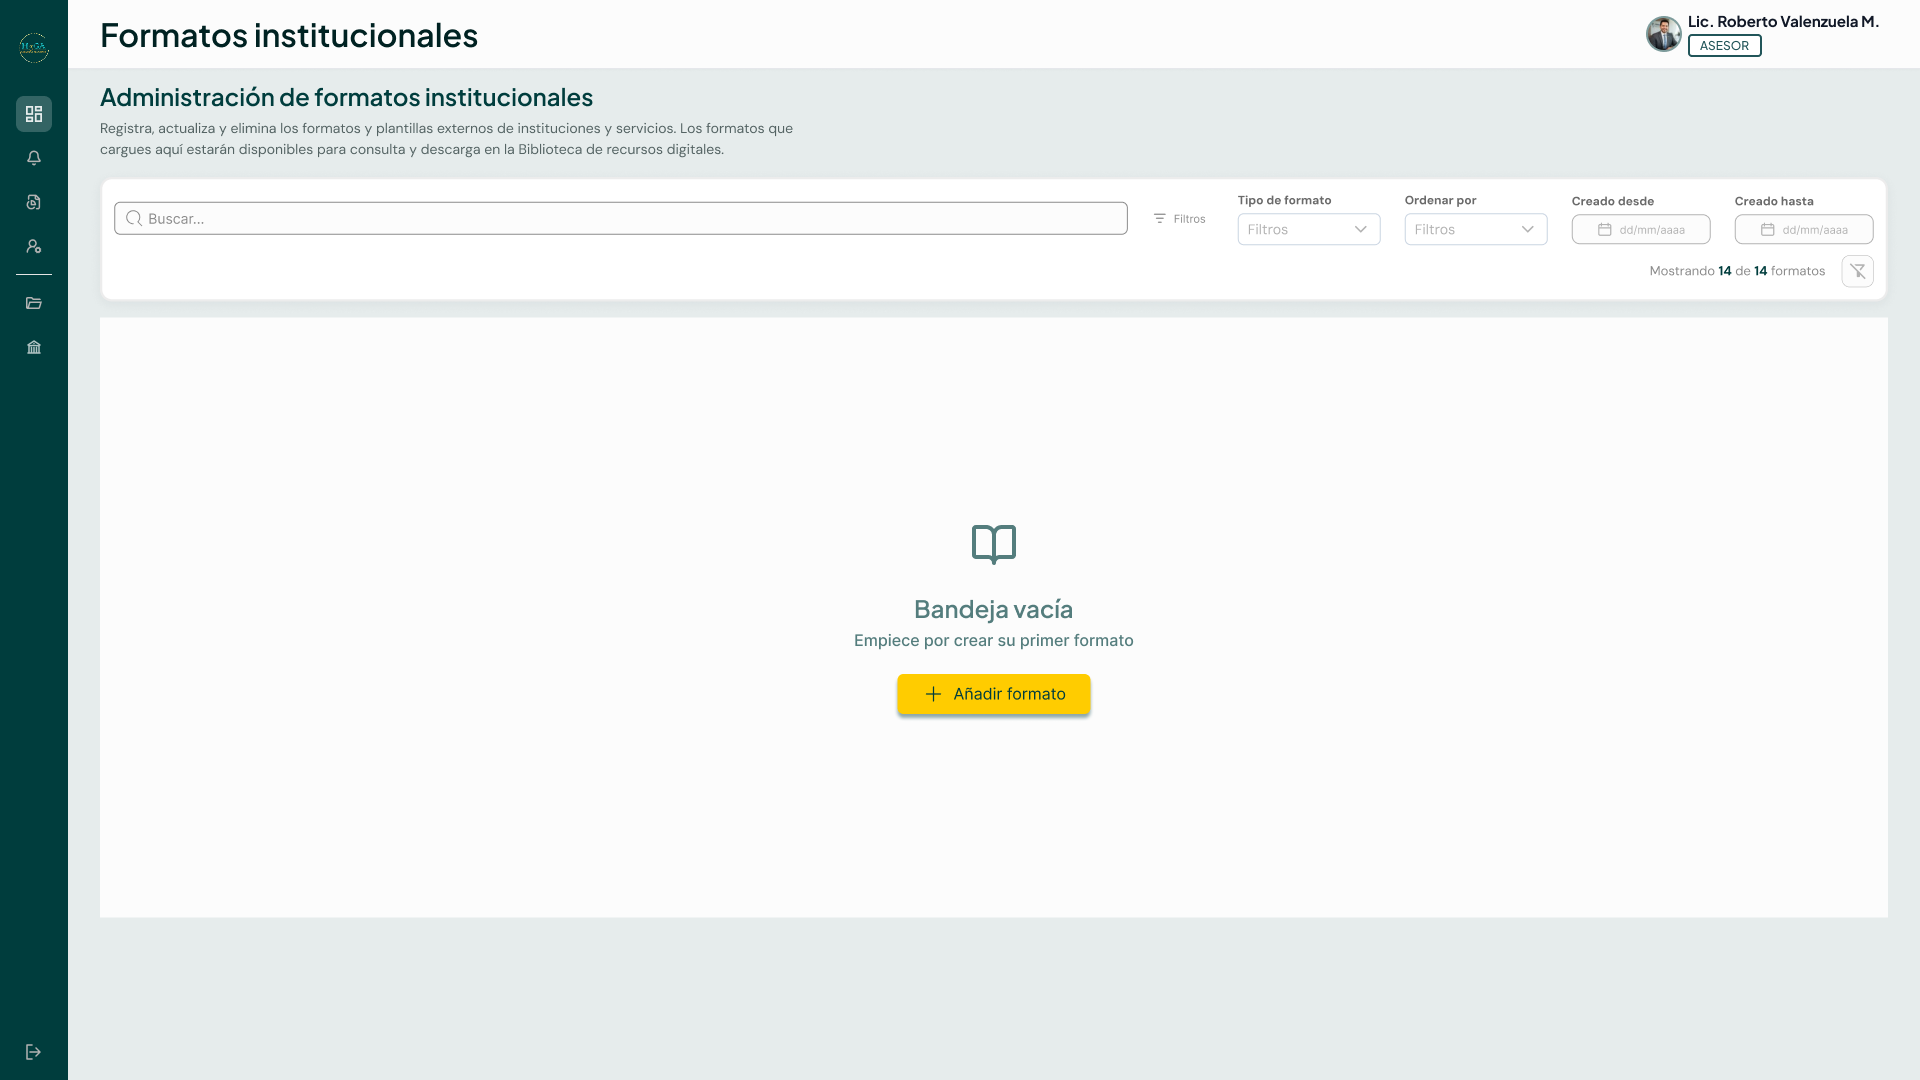 Formatos institucionales
Lic. Roberto Valenzuela M.
ASESOR
Administración de formatos institucionales
Registra, actualiza y elimina los formatos y plantillas externos de instituciones y servicios. Los formatos que
cargues aquí estarán disponibles para consulta y descarga en la Biblioteca de recursos digitales.
Buscar...
Filtros
Tipo de formato
Filtros
Ordenar por
Filtros
Creado desde
dd/mm/aaaa
Creado hasta
dd/mm/aaaa
Mostrando 14 de 14 formatos
Bandeja vacía
Empiece por crear su primer formato
Añadir formato